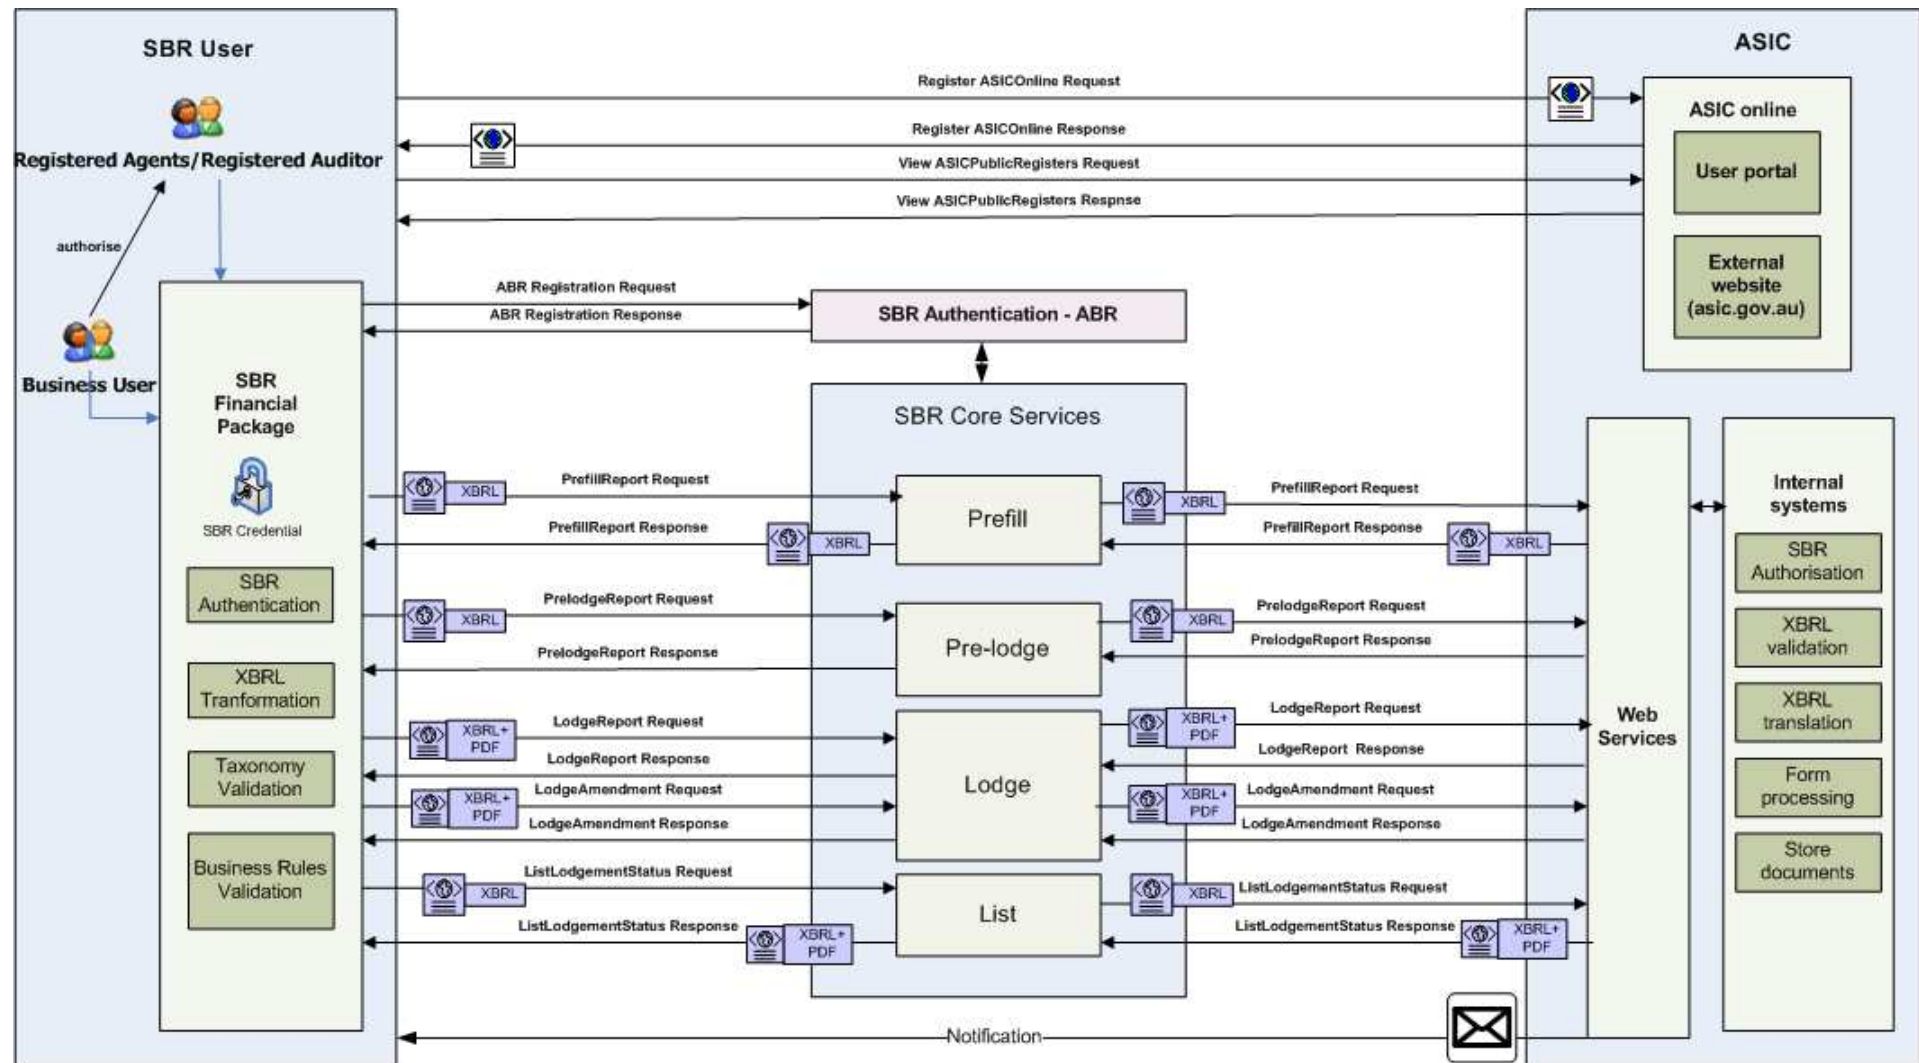 SBR User
Registered Agents/Registered Auditor
authorise
Business User
SBR
Financial
Package
SBR Credential
SBR
Authentication
XBRL
Tranformation
Taxonomy
Validation
Business Rules
Validation
Register ASICOnline Request
Register ASICOnline Response
View ASICPublicRegisters Request
View ASICPublicRegisters Respnse
ABR Registration Request
ABR Registration Response
SBR Authentication - ABR
SBR Core Services
XBRL
PrefillReport Request
PrefillReport Response
XBRL
Prefill
XBRL
PrefillReport Request
PrefillReport Response
XBRL
XBRL
PrelodgeReport Request
PrelodgeReport Response
Pre-lodge
XBRL
PrelodgeReport Request
PrelodgeReport Response
XBRL+
PDF
LodgeReport Request
LodgeReport Response
XBRL+
PDF
LodgeAmendment Request
LodgeAmendment Response
Lodge
XBRL+
PDF
LodgeReport Request
LodgeReport Response
XBRL+
PDF
LodgeAmendment Request
LodgeAmendment Response
XBRL
ListLodgementStatus Request
ListLodgementStatus Response
XBRL+
PDF
List
XBRL
ListLodgementStatus Request
ListLodgementStatus Response
XBRL+
PDF
Notification
ASIC
ASIC online
User portal
External
website
(asic.gov.au)
Web
Services
Internal
systems
SBR
Authorisation
XBRL
validation
XBRL
translation
Form
processing
Store
documents